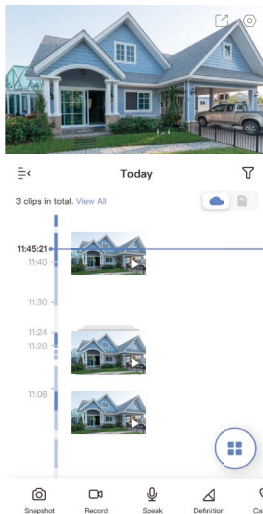 Today
3 clips in total. View All
11:45:21
11:40
11:30
11:24
11:20
11:08
Snapshot
Record
Speak
Definition